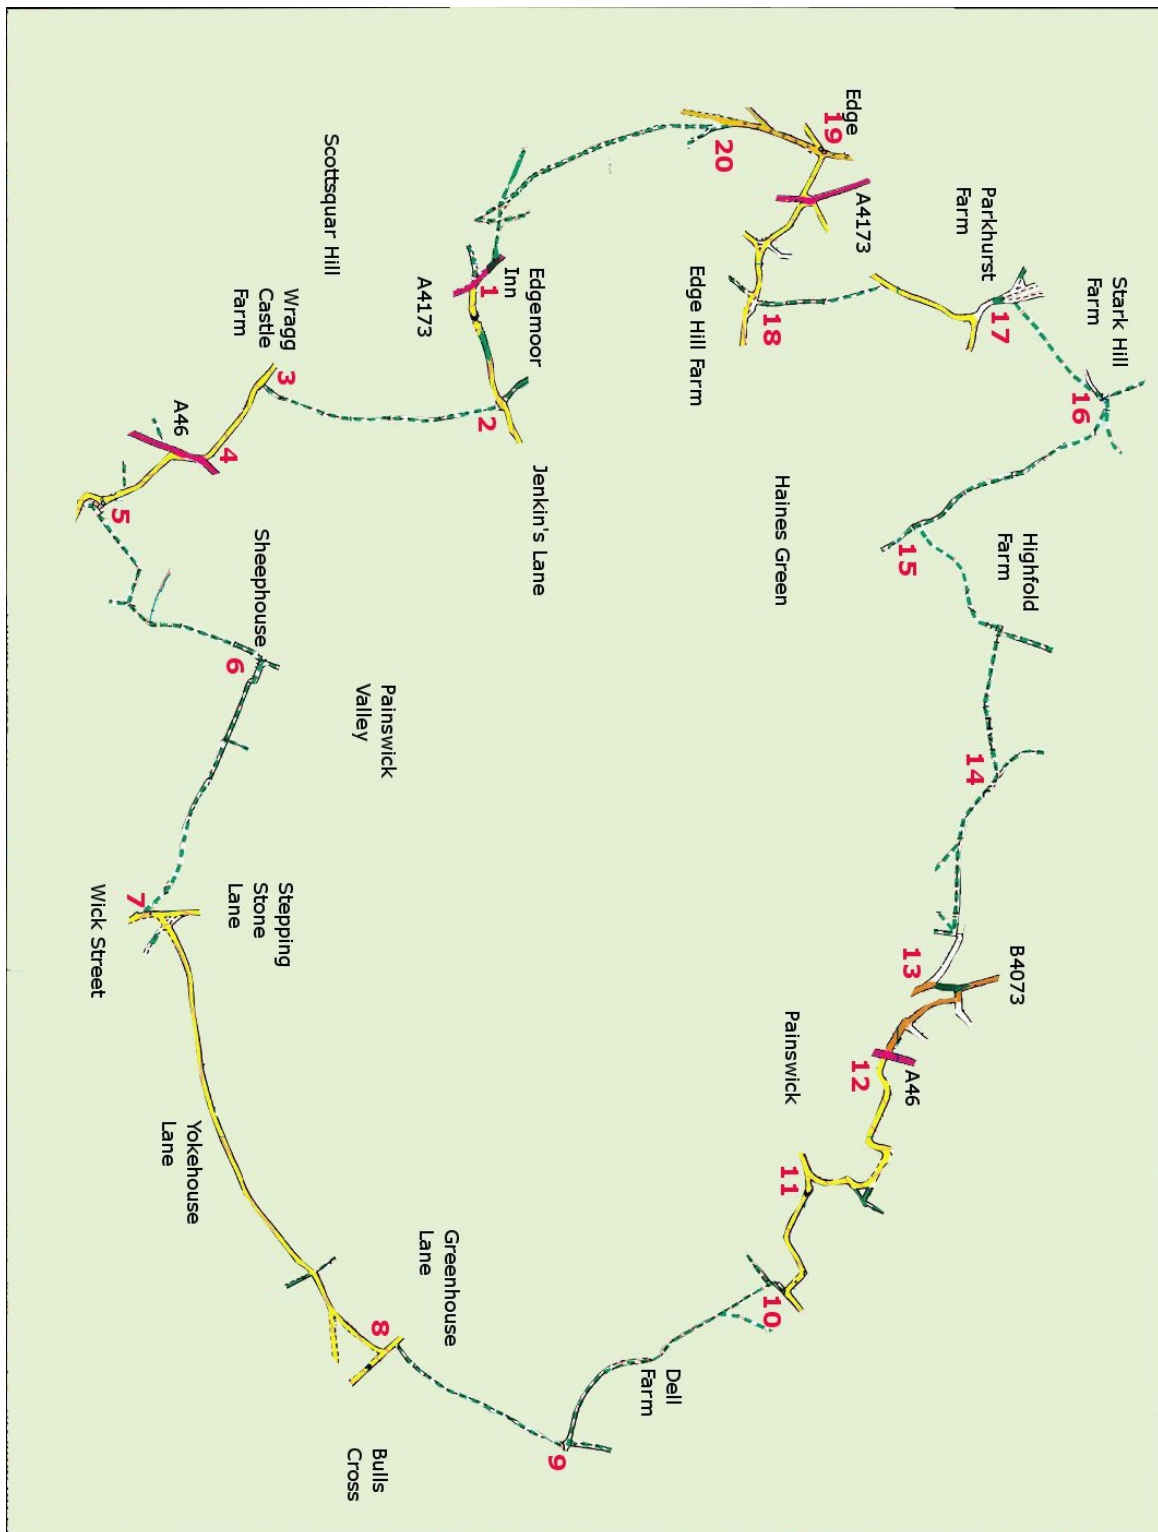 Stark Hill
Farm
16
Highfold
Farm
B4073
17
Parkhurst
Farm
14
A46
13
15
A4173
12
Edge
19
Painswick
11
Haines Green
18
10
20
Edge Hill Farm
Dell
Farm
9
Edgemoor
Inn
Jenkin's Lane
1
2
Greenhouse
Lane
A4173
Painswick
Valley
8
Bulls
Cross
Scottsquar Hill
Wragg
Castle
Farm
3
Stepping
Stone
Lane
Sheephouse
6
4
Yokehouse
Lane
A46
7
5
Wick Street